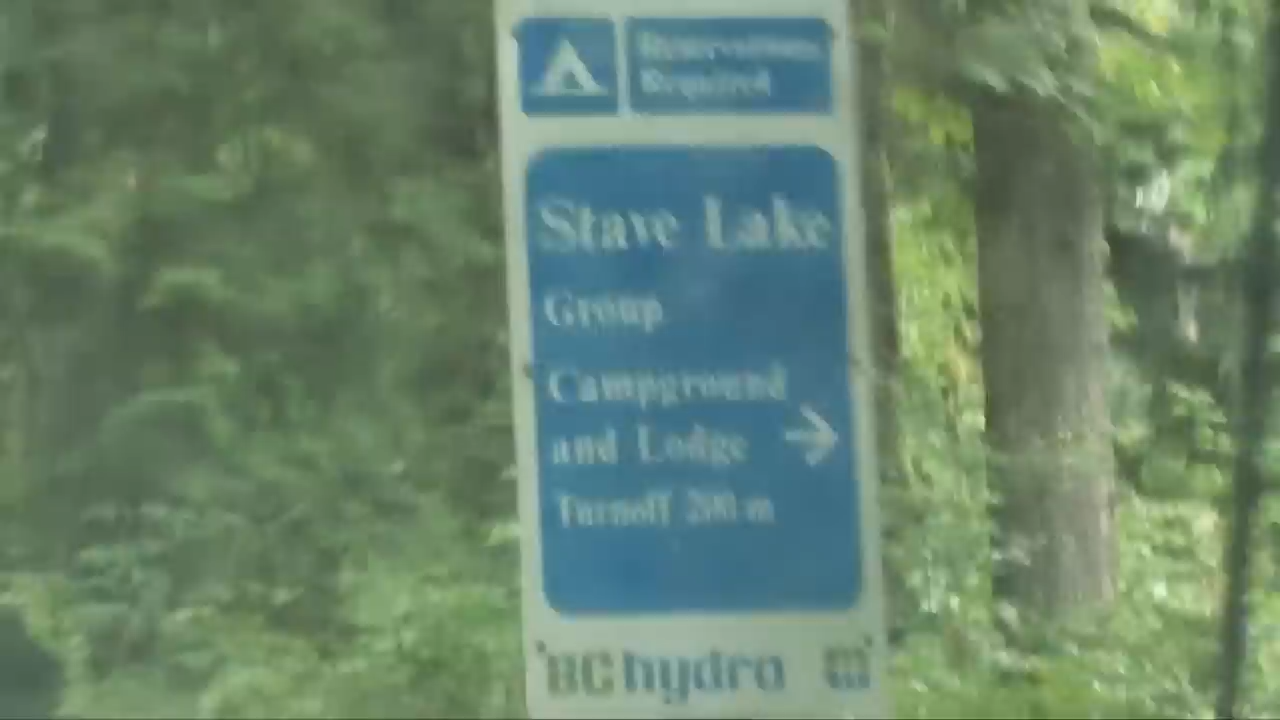 Reservations
Required
Stave Lake
Group
Campground
and Lodge
Turnoff 200 m
BC hydro